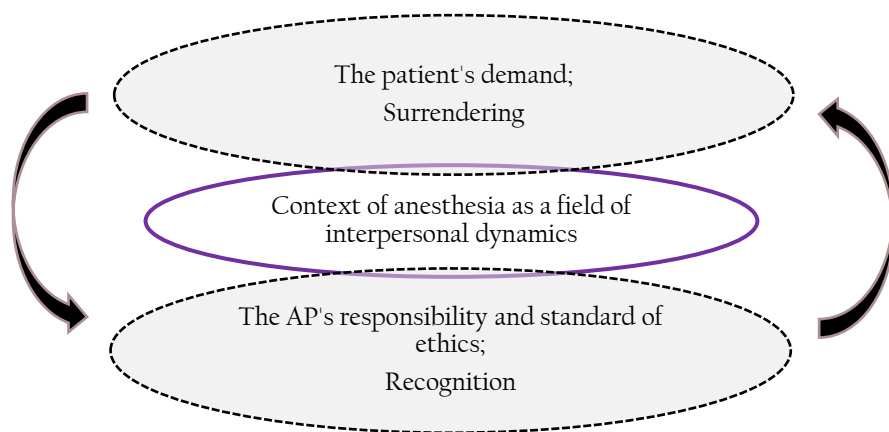 The patient's demand;
Surrendering
Context of anesthesia as a field of
interpersonal dynamics
The AP's responsibility and standard of
ethics;
Recognition